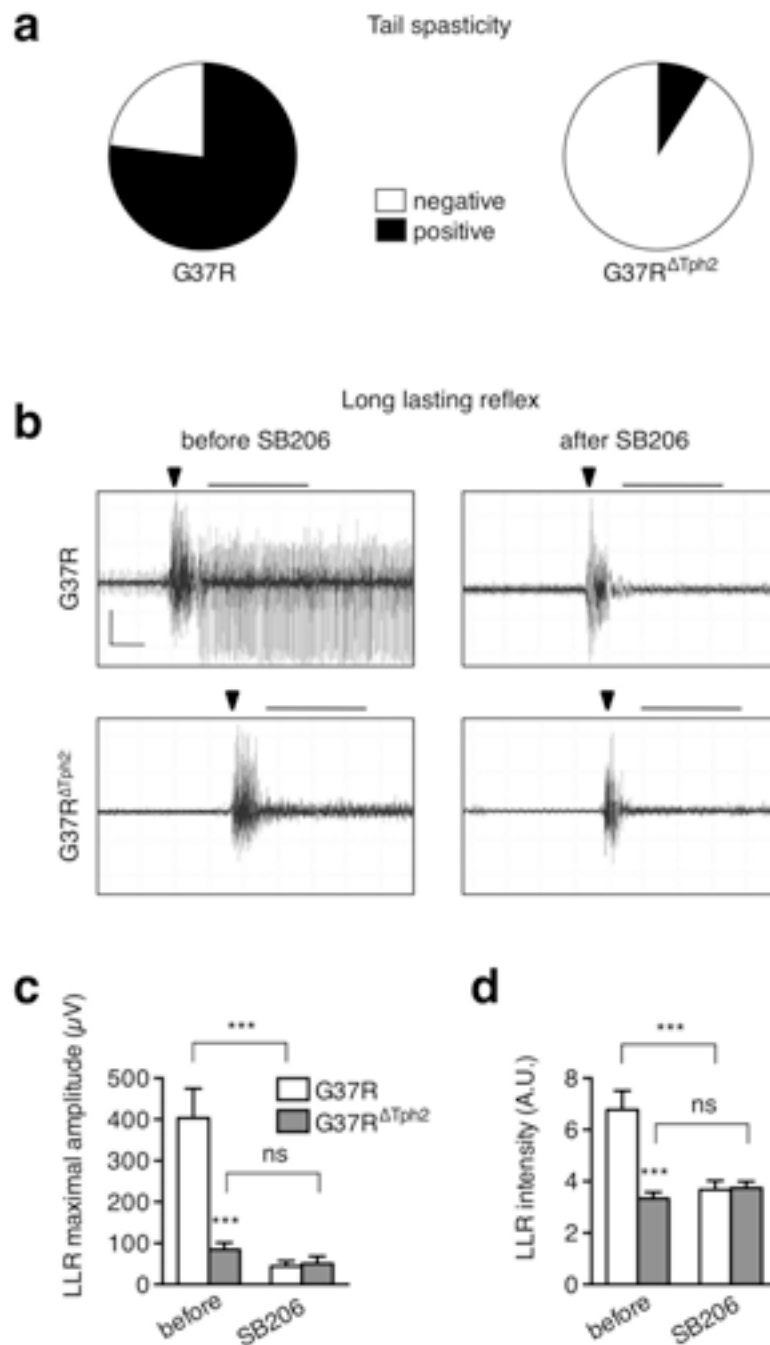 a
Tail spasticity
negative
positive
G37R
G37R^ΔTph2
b
Long lasting reflex
before SB206
after SB206
G37R
G37R^ΔTph2
c
LLR maximal amplitude (µV)
500
400
300
200
100
0
***
G37R
G37R^ΔTph2
ns
***
before
SB206
d
LLR intensity (A.U.)
8
6
4
2
0
***
ns
***
before
SB206